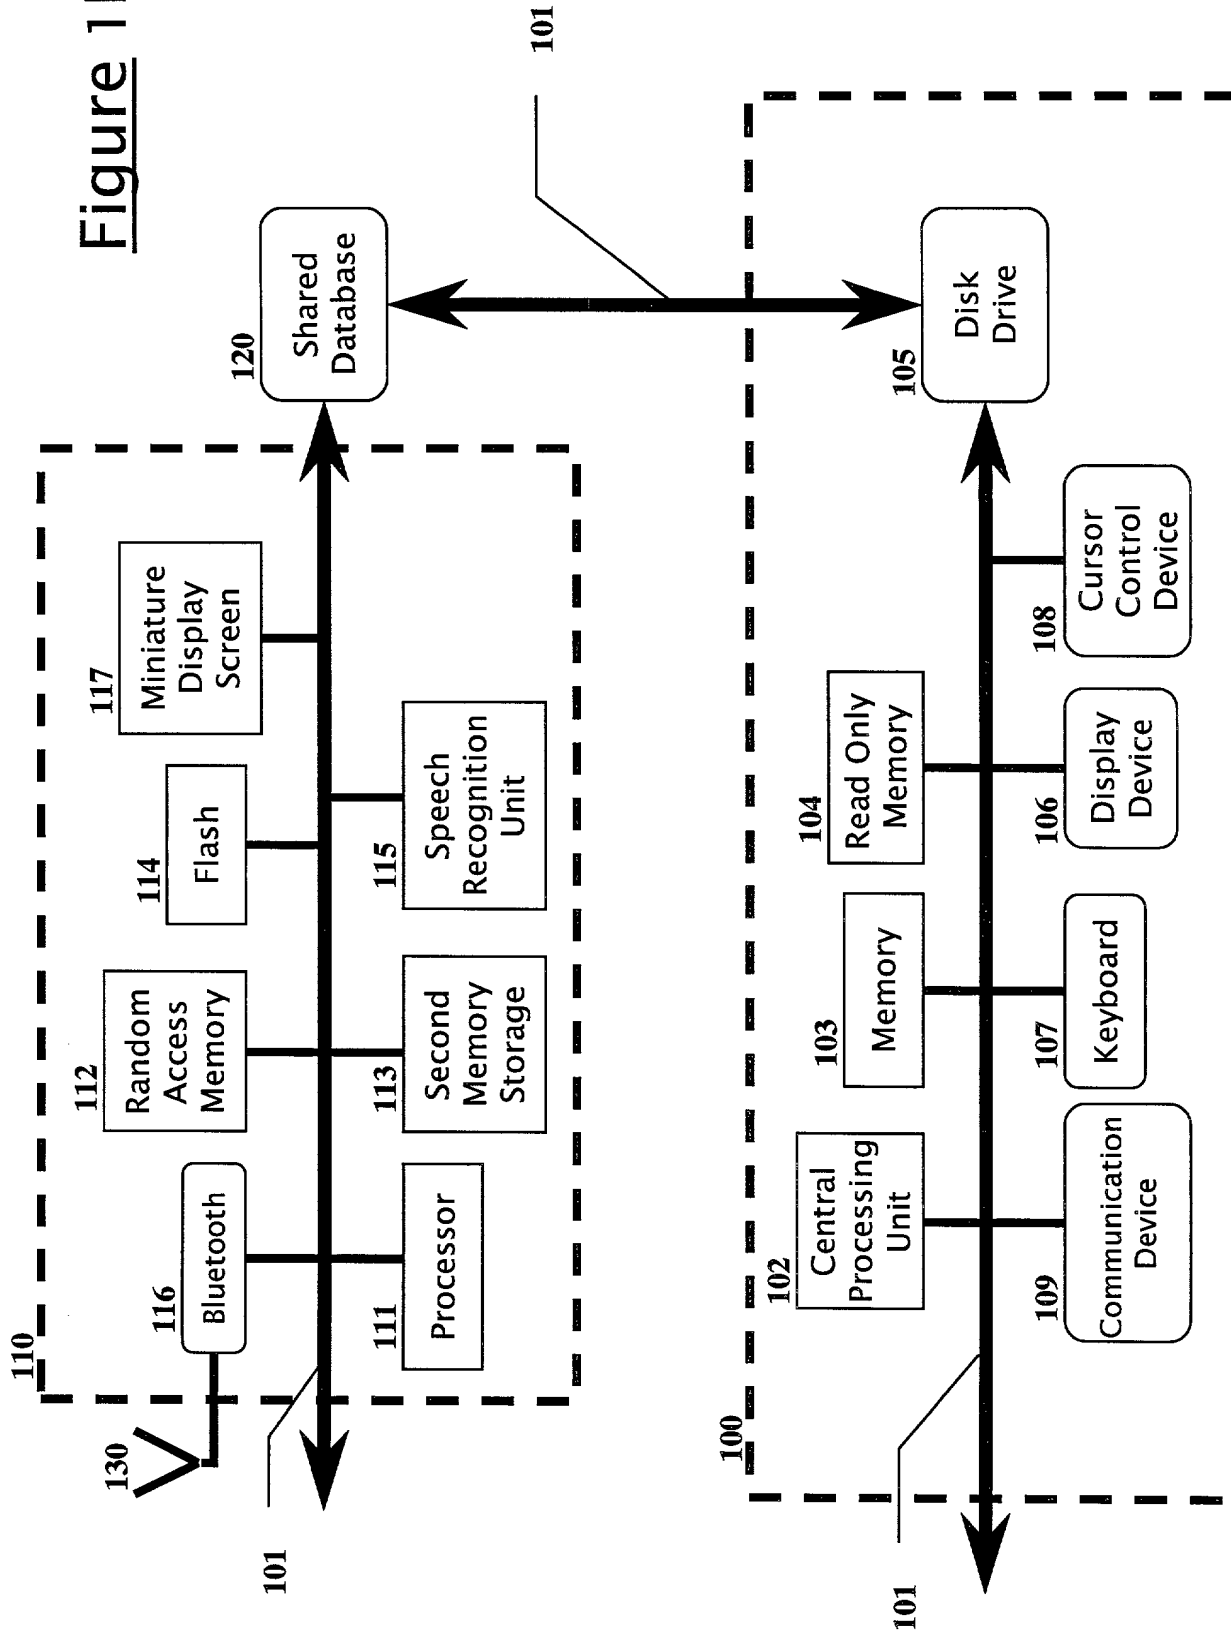 Figure 1
110
130
116
Bluetooth
112
Random
Access
Memory
114
Flash
117
Miniature
Display
Screen
120
Shared
Database
101
111
Processor
113
Second
Memory
Storage
115
Speech
Recognition
Unit
101
100
102
Central
Processing
Unit
103
Memory
104
Read Only
Memory
105
Disk
Drive
101
109
Communication
Device
107
Keyboard
106
Display
Device
108
Cursor
Control
Device